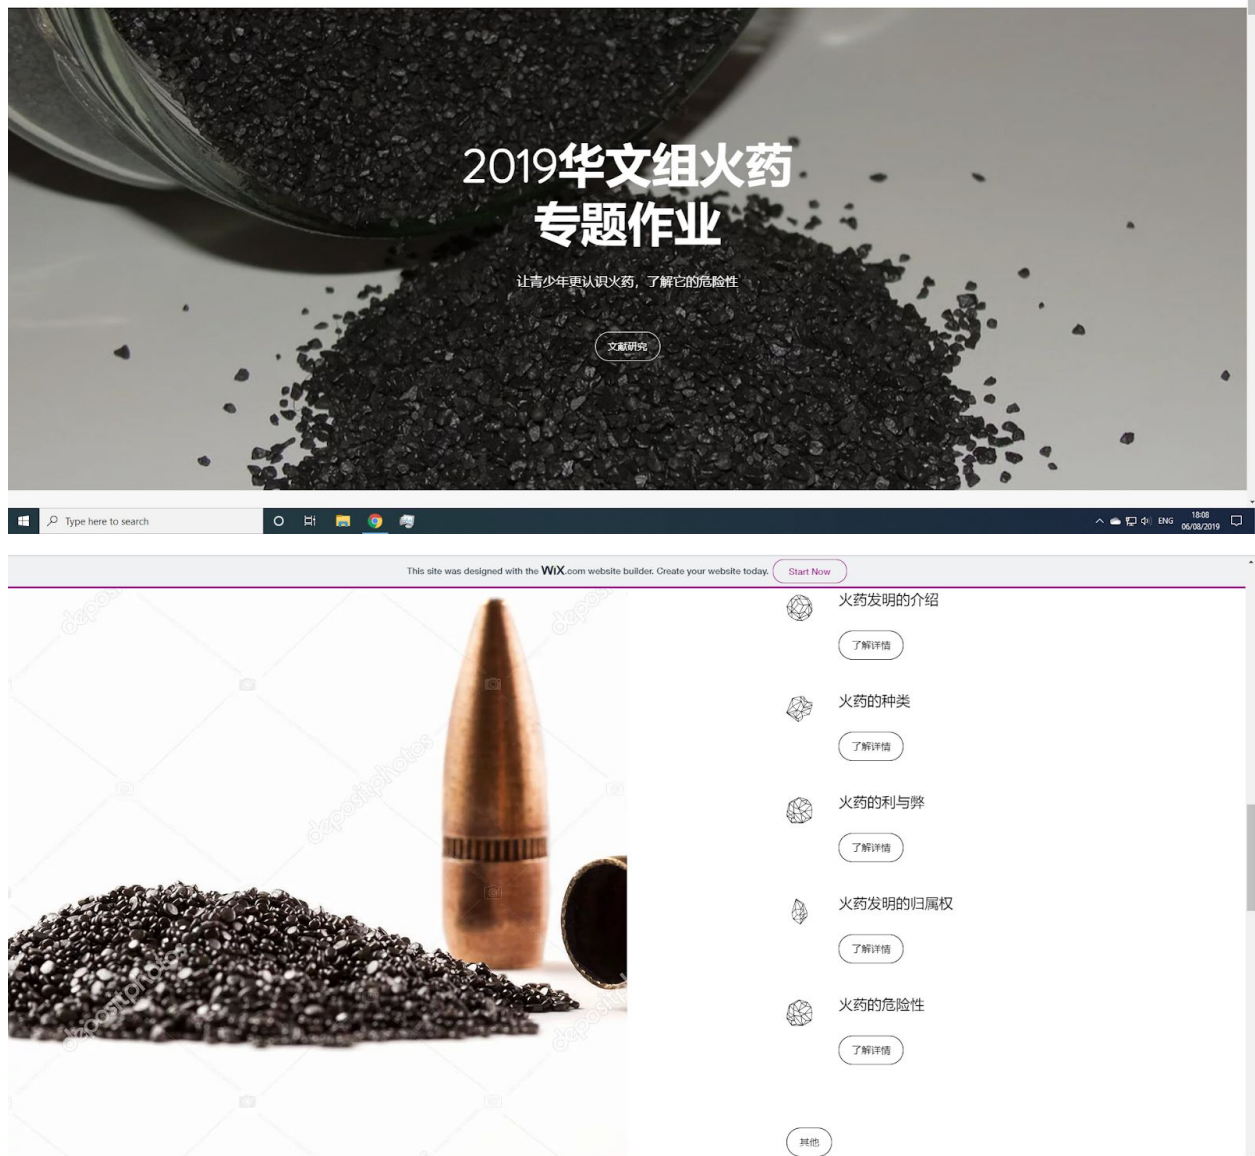 2019华文组火药
专题作业
让青少年更认识火药，了解它的危险性
文献研究
Type here to search
ENG
18:08
06/08/2019
This site was designed with the WiX.com website builder. Create your website today.
Start Now
火药发明的介绍
了解详情
火药的种类
了解详情
火药的利与弊
了解详情
火药发明的归属权
了解详情
火药的危险性
了解详情
其他
depositphotos
depositphotos
depositphotos
depositphotos
depositphotos